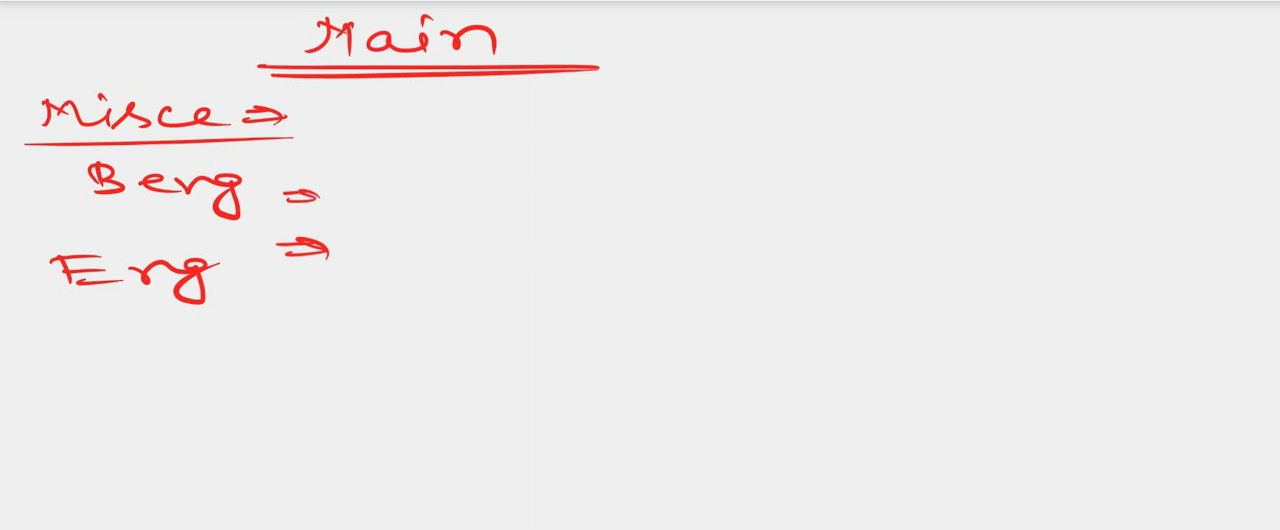 Main
Misce ⇒
Beng ⇒
Eng ⇒